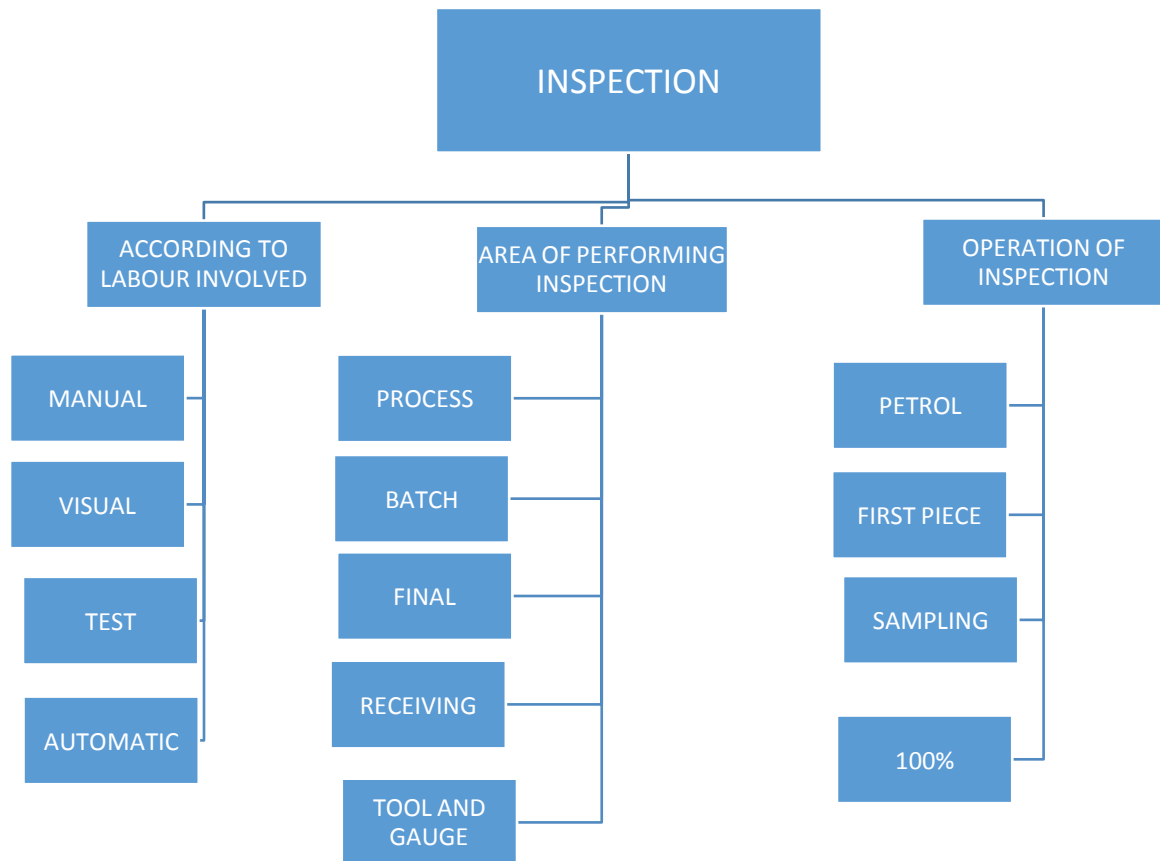 INSPECTION
ACCORDING TO
LABOUR INVOLVED
MANUAL
VISUAL
TEST
AUTOMATIC
AREA OF PERFORMING
INSPECTION
PROCESS
BATCH
FINAL
RECEIVING
TOOL AND
GAUGE
OPERATION OF
INSPECTION
PETROL
FIRST PIECE
SAMPLING
100%